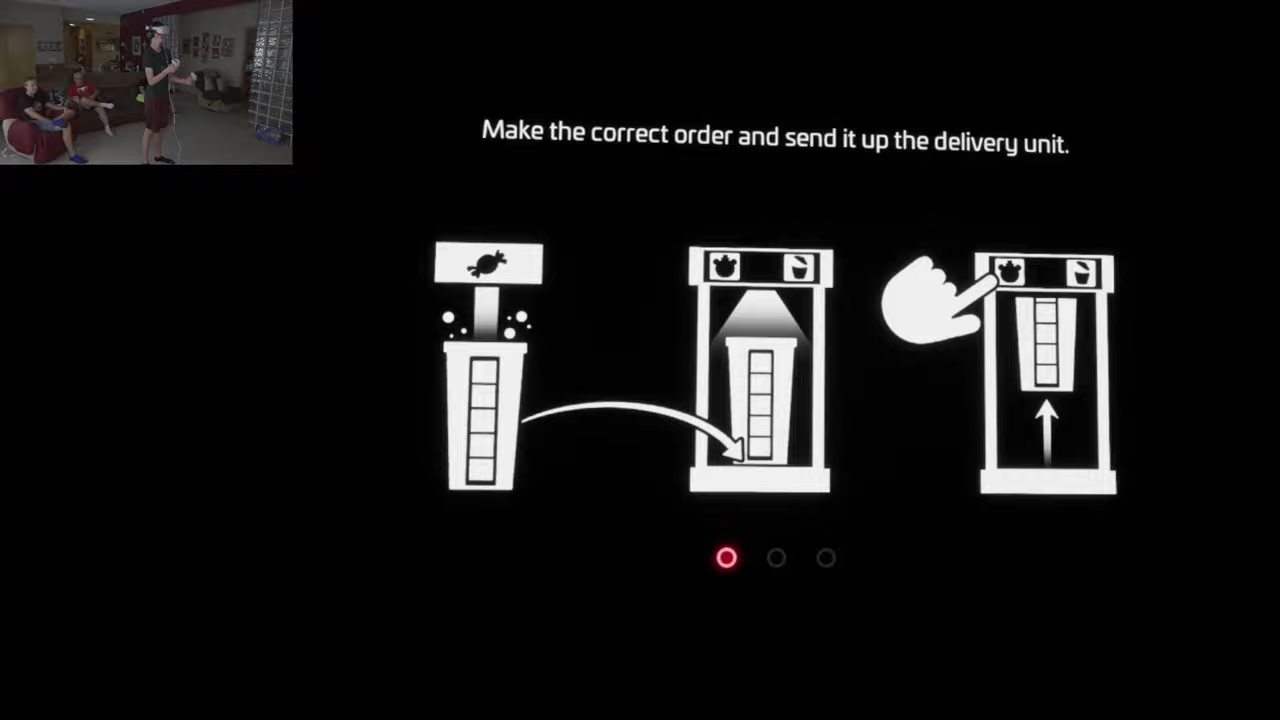 Make the correct order and send it up the delivery unit.